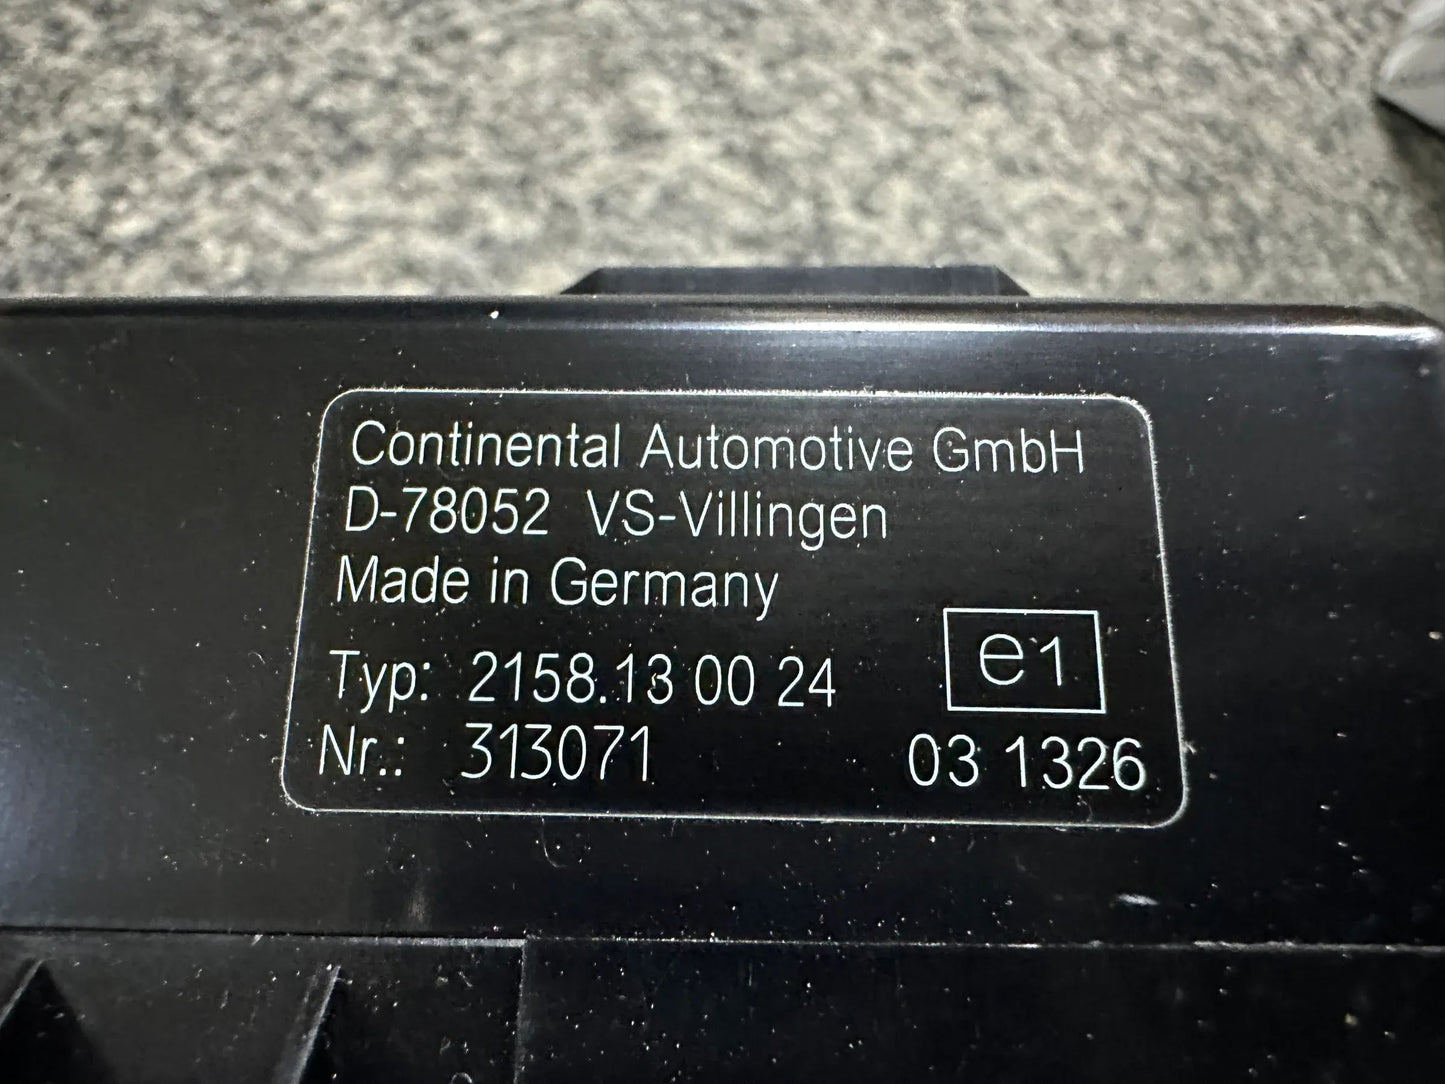 Continental Automotive GmbH
D-78052 VS-Villingen
Made in Germany
Typ: 2158.13 00 24
e1
Nr.: 313071
03 1326